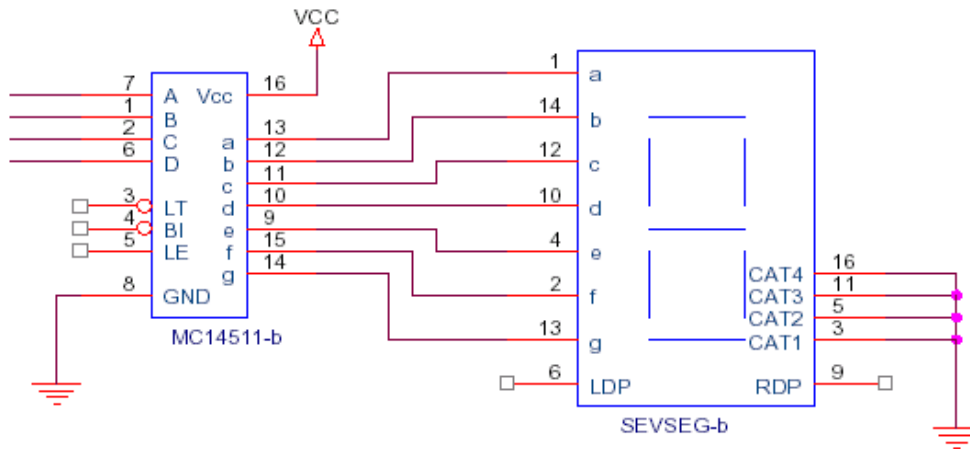 VCC
7 A Vcc 16
1 B
2 C
6 D
a 13
b 12
c 11
3 LT d 10
4 BI e 9
5 LE f 15
g 14
8 GND
MC14511-b
1 a
14 b
12 c
10 d
4 e
2 f
13 g
6 LDP
CAT4 16
CAT3 11
CAT2 5
CAT1 3
RDP 9
SEVSEG-b